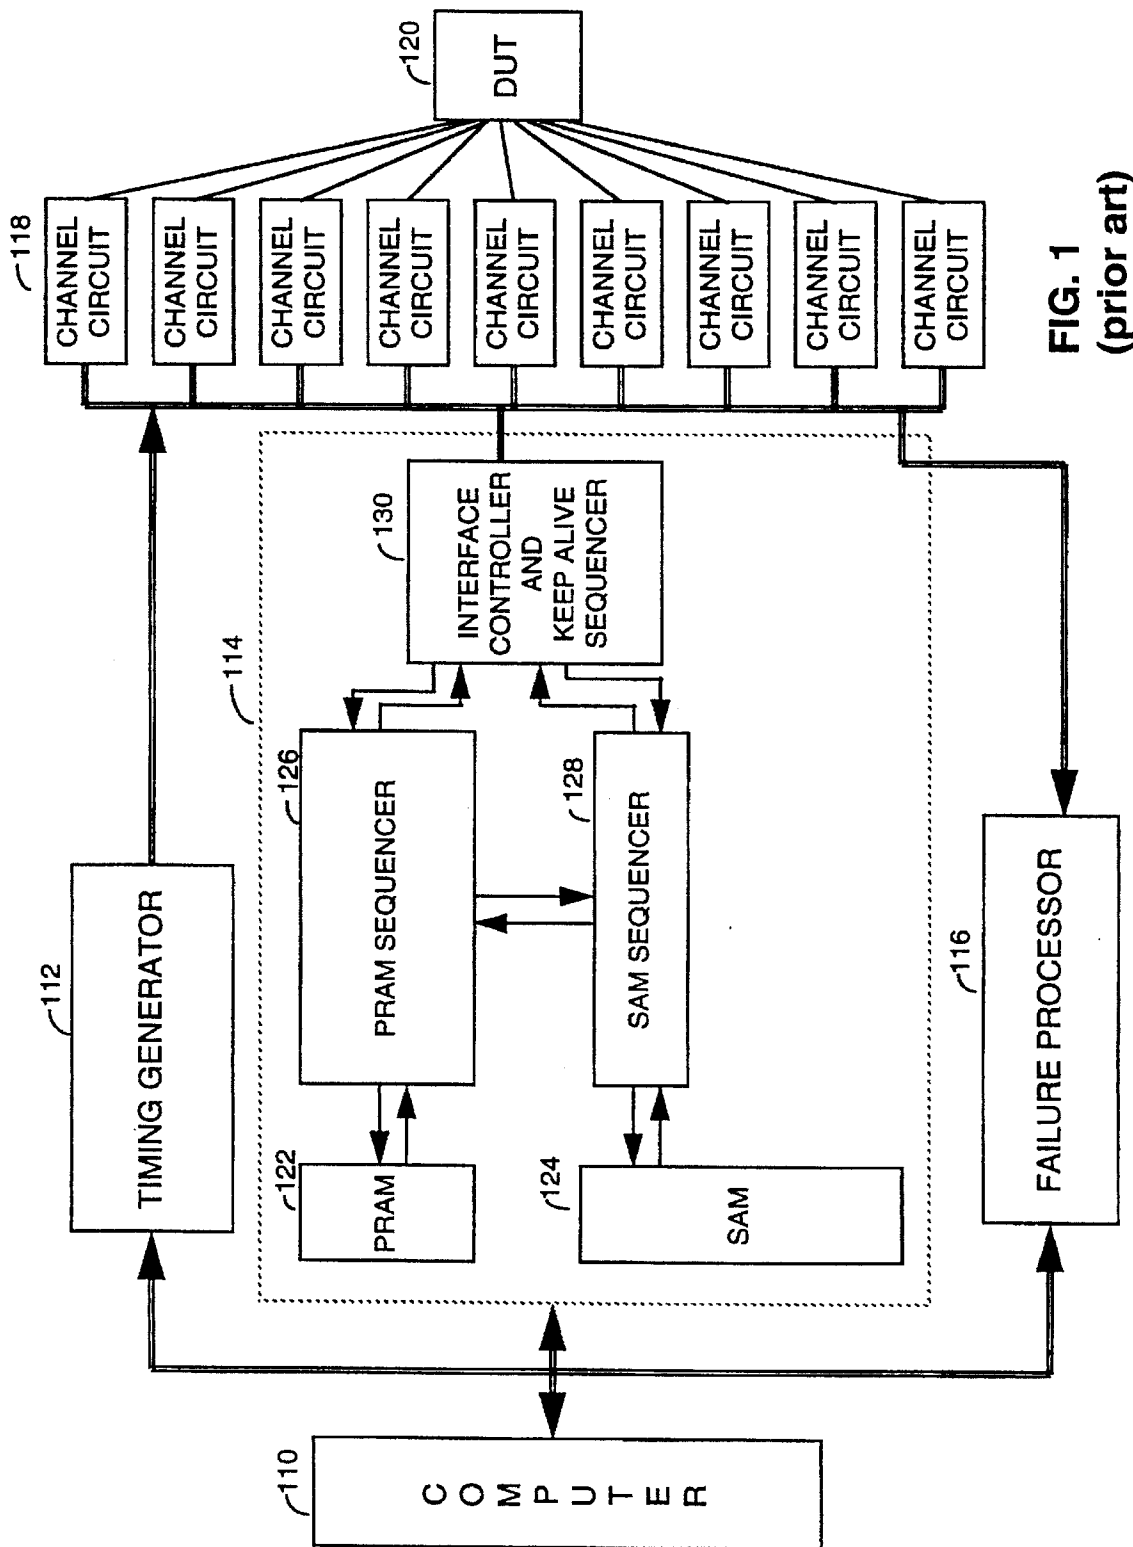 110
COMPUTER
112
TIMING GENERATOR
114
122
PRAM
126
PRAM SEQUENCER
124
SAM
128
SAM SEQUENCER
130
INTERFACE
CONTROLLER
AND
KEEP ALIVE
SEQUENCER
116
FAILURE PROCESSOR
118
CHANNEL
CIRCUIT
CHANNEL
CIRCUIT
CHANNEL
CIRCUIT
CHANNEL
CIRCUIT
CHANNEL
CIRCUIT
CHANNEL
CIRCUIT
CHANNEL
CIRCUIT
CHANNEL
CIRCUIT
CHANNEL
CIRCUIT
120
DUT
FIG. 1
(prior art)